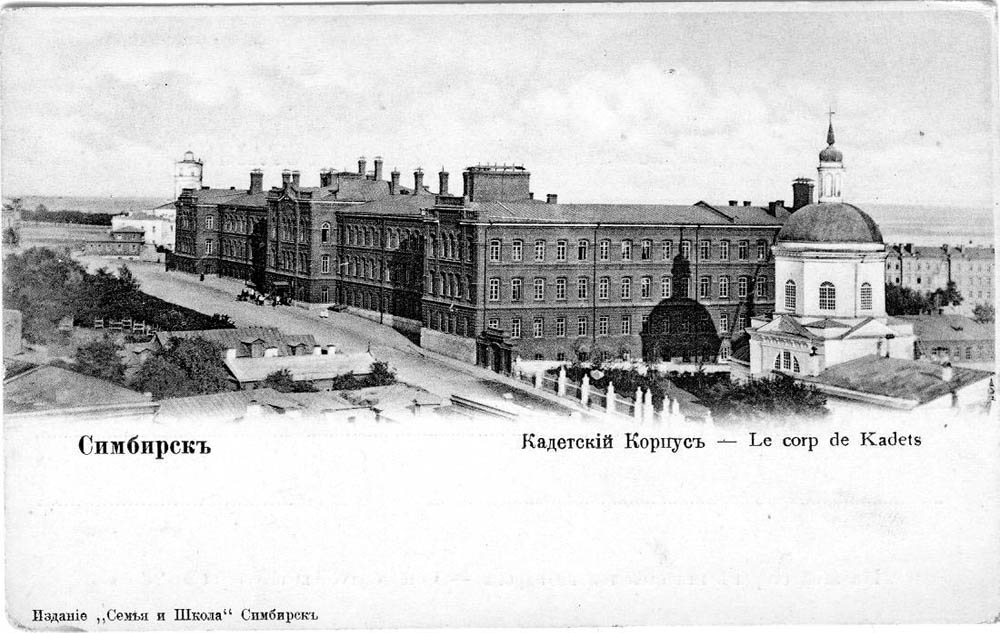 Симбирскъ
Кадетскій Корпусъ — Le corp de Kadets
Изданіе „Семья и Школа“ Симбирскъ